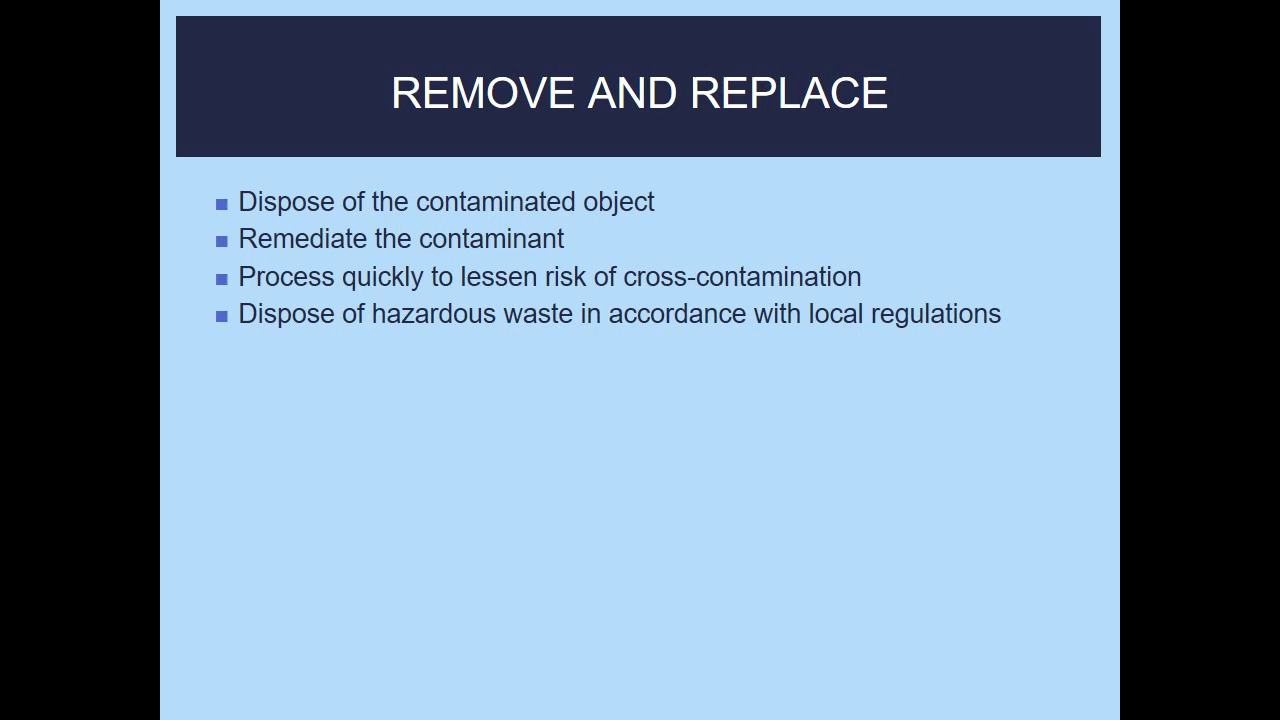 REMOVE AND REPLACE
Dispose of the contaminated object
Remediate the contaminant
Process quickly to lessen risk of cross-contamination
Dispose of hazardous waste in accordance with local regulations